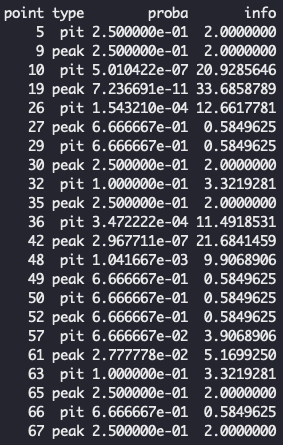 point type proba info
5 pit 2.500000e-01 2.0000000
9 peak 2.500000e-01 2.0000000
10 pit 5.010422e-07 20.9285646
19 peak 7.236691e-11 33.6858789
26 pit 1.543210e-04 12.6617781
27 peak 6.666667e-01 0.5849625
29 pit 6.666667e-01 0.5849625
30 peak 2.500000e-01 2.0000000
32 pit 1.000000e-01 3.3219281
35 peak 2.500000e-01 2.0000000
36 pit 3.472222e-04 11.4918531
42 peak 2.967711e-07 21.6841459
48 pit 1.041667e-03 9.9068906
49 peak 6.666667e-01 0.5849625
50 pit 6.666667e-01 0.5849625
52 peak 6.666667e-01 0.5849625
57 pit 6.666667e-02 3.9068906
61 peak 2.777778e-02 5.1699250
63 pit 1.000000e-01 3.3219281
65 peak 2.500000e-01 2.0000000
66 pit 6.666667e-01 0.5849625
67 peak 2.500000e-01 2.0000000